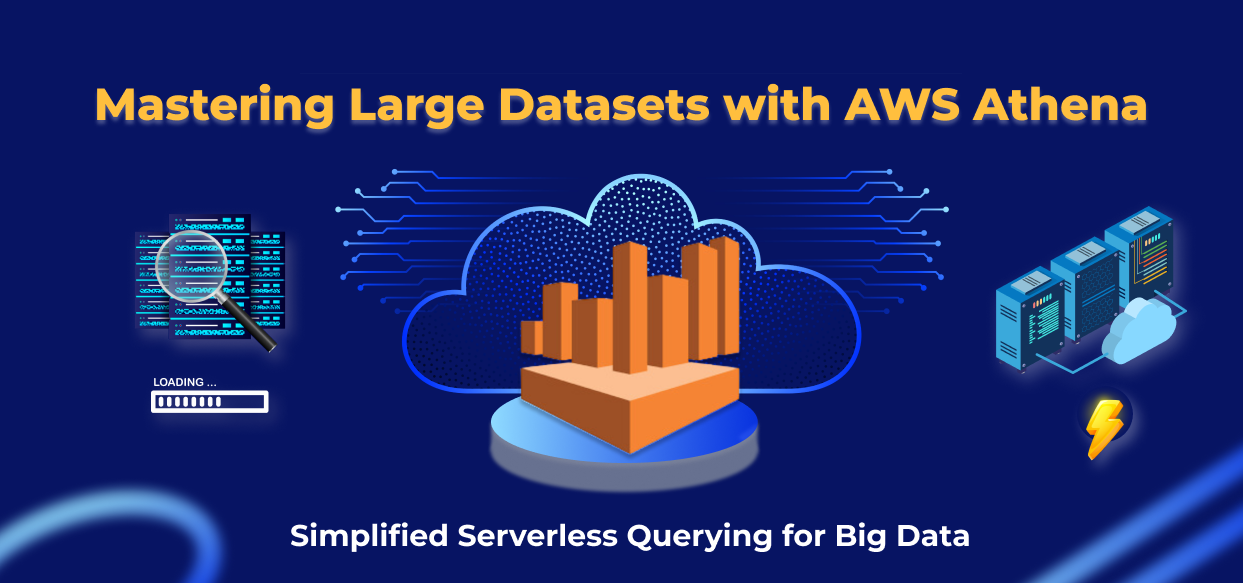 Mastering Large Datasets with AWS Athena
LOADING ...
Simplified Serverless Querying for Big Data